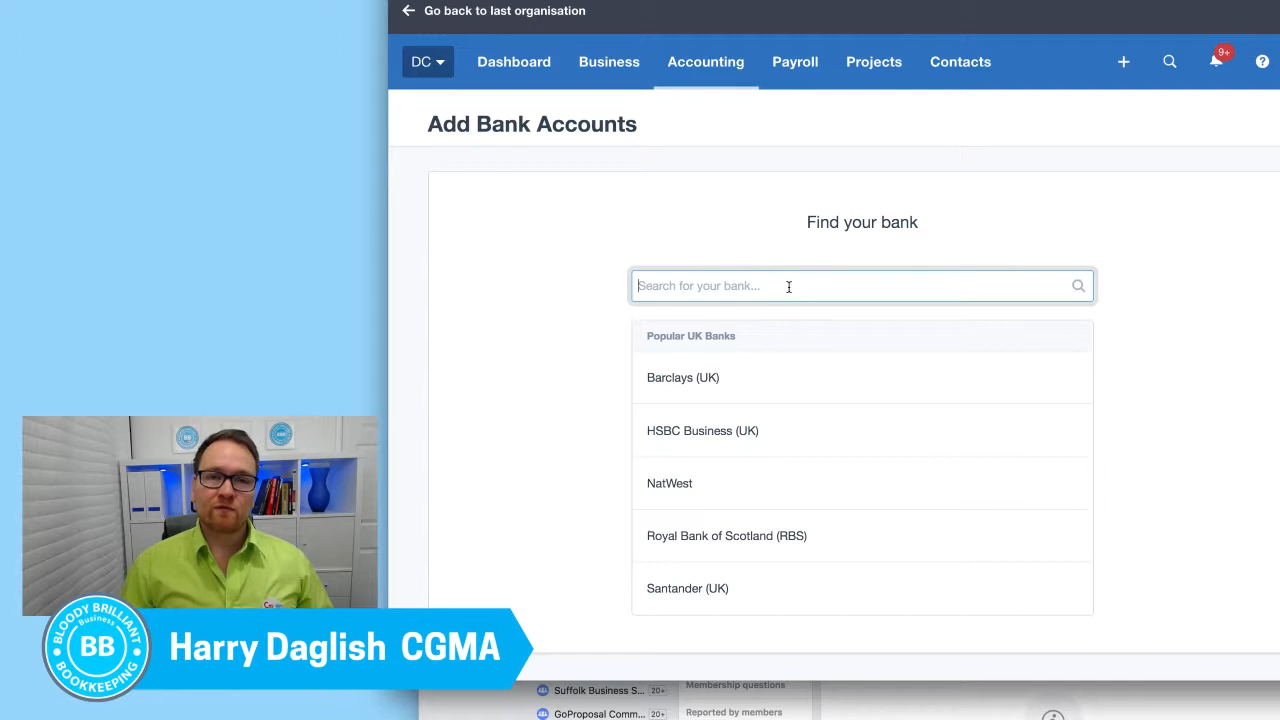 Go back to last organisation
DC Dashboard Business Accounting Payroll Projects Contacts + 9+ ?
Add Bank Accounts
Find your bank
Search for your bank...
Popular UK Banks
Barclays (UK)
HSBC Business (UK)
NatWest
Royal Bank of Scotland (RBS)
Santander (UK)
BLOODY BRILLIANT
Business
BB
BOOKKEEPING
Harry Daglish CGMA
Suffolk Business S... 20+
GoProposal Comm... 20+
Membership questions
Reported by members